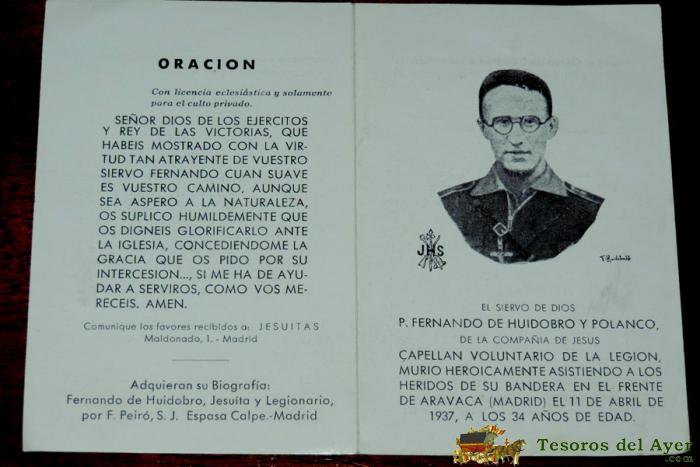 ORACION
Con licencia eclesiástica y solamente
para el culto privado.
SEÑOR DIOS DE LOS EJERCITOS
Y REY DE LAS VICTORIAS, QUE
HABEIS MOSTRADO CON LA VIR-
TUD TAN ATRAYENTE DE VUESTRO
SIERVO FERNANDO CUAN SUAVE
ES VUESTRO CAMINO, AUNQUE
SEA ASPERO A LA NATURALEZA,
OS SUPLICO HUMILDEMENTE QUE
OS DIGNEIS GLORIFICARLO ANTE
LA IGLESIA, CONCEDIENDOME LA
GRACIA QUE OS PIDO POR SU
INTERCESION..., SI ME HA DE AYU-
DAR A SERVIROS, COMO VOS ME-
RECEIS. AMEN.
Comunique los favores recibidos a: JESUITAS
Maldonado, 1. - Madrid
Adquieran su Biografía:
Fernando de Huidobro, Jesuíta y Legionario,
por F. Peiró, S. J. Espasa Calpe.-Madrid
JHS
EL SIERVO DE DIOS
P. FERNANDO DE HUIDOBRO Y POLANCO,
DE LA COMPAÑIA DE JESUS
CAPELLAN VOLUNTARIO DE LA LEGION,
MURIO HEROICAMENTE ASISTIENDO A LOS
HERIDOS DE SU BANDERA EN EL FRENTE
DE ARAVACA (MADRID) EL 11 DE ABRIL DE
1937, A LOS 34 AÑOS DE EDAD.
Tesoros del Ayer
.com